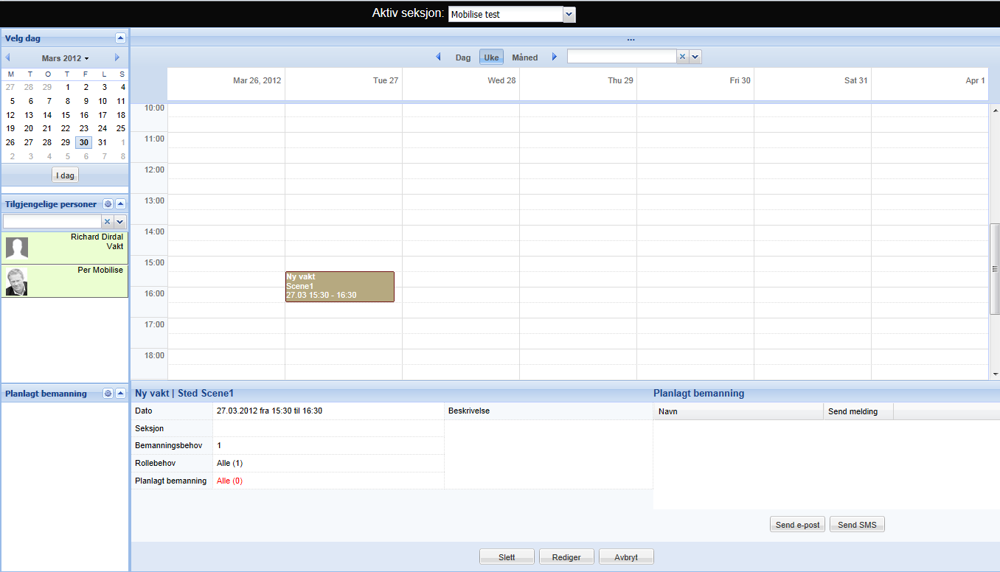 Aktiv seksjon: Mobilise test
Velg dag
...
Mars 2012
Dag Uke Måned
M T O T F L S
27 28 29 1 2 3 4
5 6 7 8 9 10 11
12 13 14 15 16 17 18
19 20 21 22 23 24 25
26 27 28 29 30 31 1
2 3 4 5 6 7 8
I dag
Tilgjengelige personer
Richard Dirdal
Vakt
Per Mobilise
Planlagt bemanning
Mar 26, 2012 Tue 27 Wed 28 Thu 29 Fri 30 Sat 31 Apr 1
10:00
11:00
12:00
13:00
14:00
15:00
16:00
17:00
18:00
Ny vakt
Scene1
27.03 15:30 - 16:30
Ny vakt | Sted Scene1
Dato 27.03.2012 fra 15:30 til 16:30
Seksjon
Bemanningsbehov 1
Rollebehov Alle (1)
Planlagt bemanning Alle (0)
Beskrivelse
Planlagt bemanning
Navn Send melding
Send e-post Send SMS
Slett Rediger Avbryt